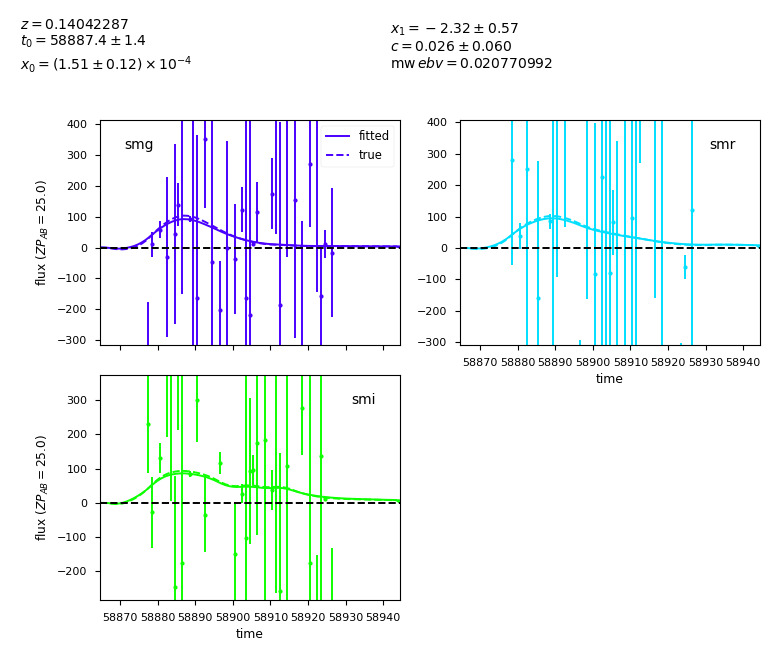 z = 0.14042287
t₀ = 58887.4 ± 1.4
x₀ = (1.51 ± 0.12) × 10⁻⁴
x₁ = −2.32 ± 0.57
c = 0.026 ± 0.060
mwebv = 0.020770992
400
300
200
100
0
−100
−200
−300
flux (ZP_AB = 25.0)
smg
fitted
true
400
300
200
100
0
−100
−200
−300
smr
58870 58880 58890 58900 58910 58920 58930 58940
time
300
200
100
0
−100
−200
flux (ZP_AB = 25.0)
smi
58870 58880 58890 58900 58910 58920 58930 58940
time